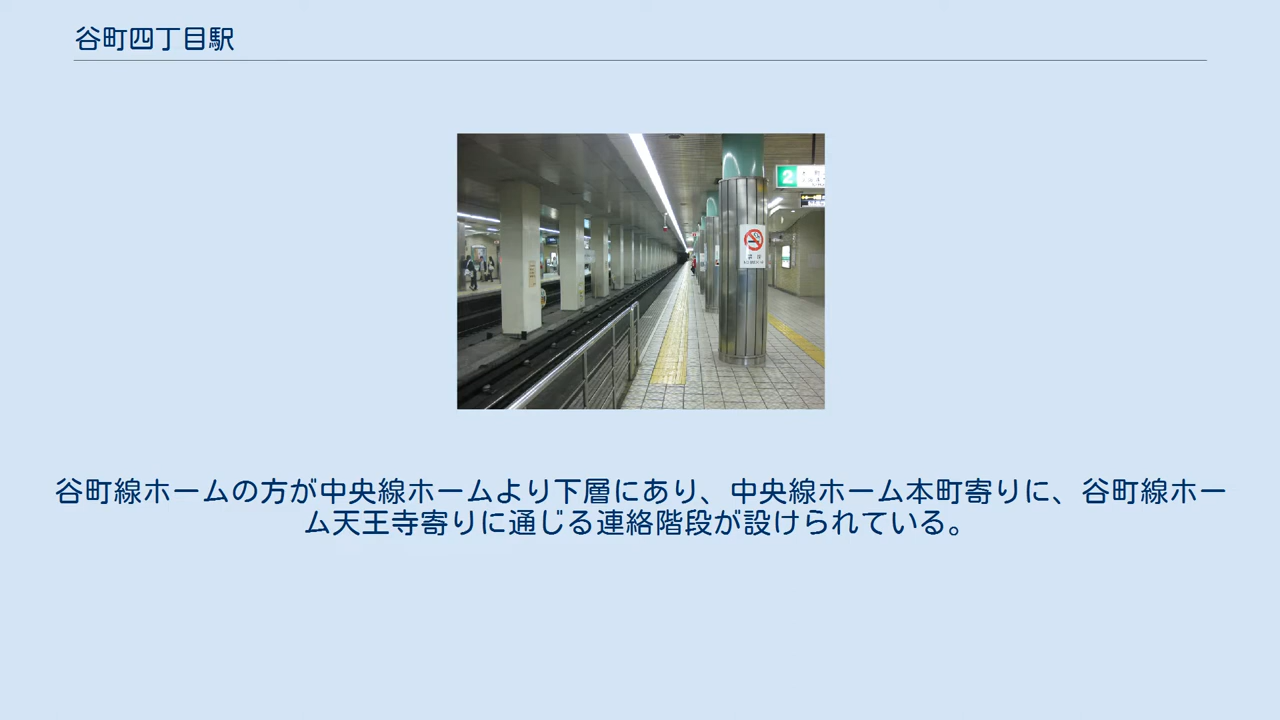 谷町四丁目駅
2
谷町線ホームの方が中央線ホームより下層にあり、中央線ホーム本町寄りに、谷町線ホー
ム天王寺寄りに通じる連絡階段が設けられている。